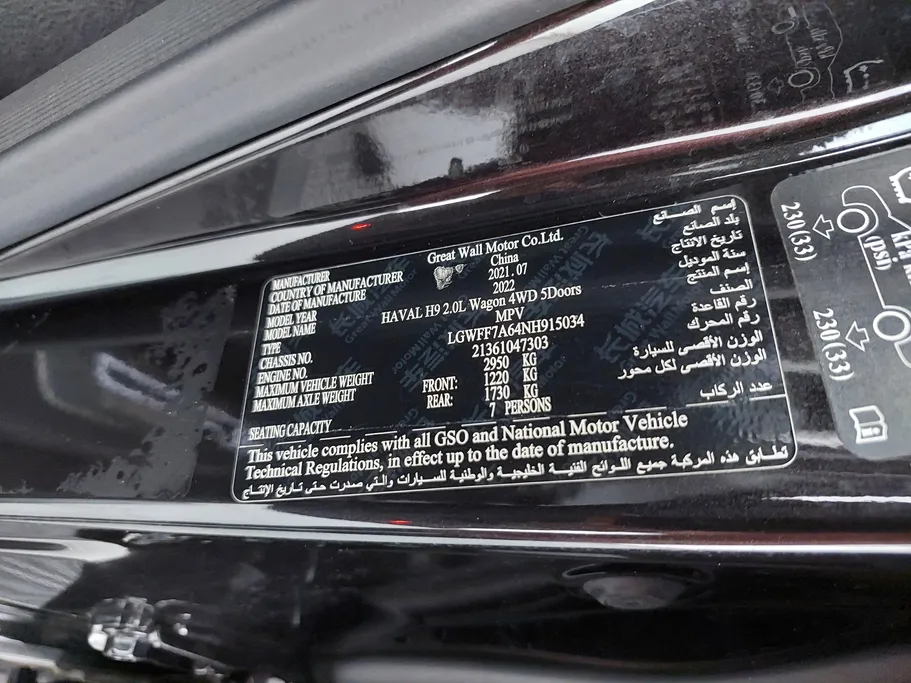 MANUFACTURER Great Wall Motor Co.Ltd. إسم الصـــانع
COUNTRY OF MANUFACTURER China بلد الصانع
DATE OF MANUFACTURE 2021.07 تاريخ الانتاج
MODEL YEAR 2022 سنة الموديل
MODEL NAME HAVAL H9 2.0L Wagon 4WD 5Doors إسم المنتج
TYPE MPV الصنف
CHASSIS NO. LGWFF7A64NH915034 رقم القاعدة
ENGINE NO. 21361047303 رقم المحرك
MAXIMUM VEHICLE WEIGHT 2950 KG الوزن الأقصى للسيارة
MAXIMUM AXLE WEIGHT FRONT: 1220 KG الوزن الأقصى لكل محور
REAR: 1730 KG
SEATING CAPACITY 7 PERSONS عدد الركاب
This vehicle complies with all GSO and National Motor Vehicle
Technical Regulations, in effect up to the date of manufacture.
تطابق هذه المركبة جميع اللوائح الفنية الخليجية والوطنية للسيارات والتي صدرت حتى تاريخ الإنتاج
230(33)
(psi)
230(33)